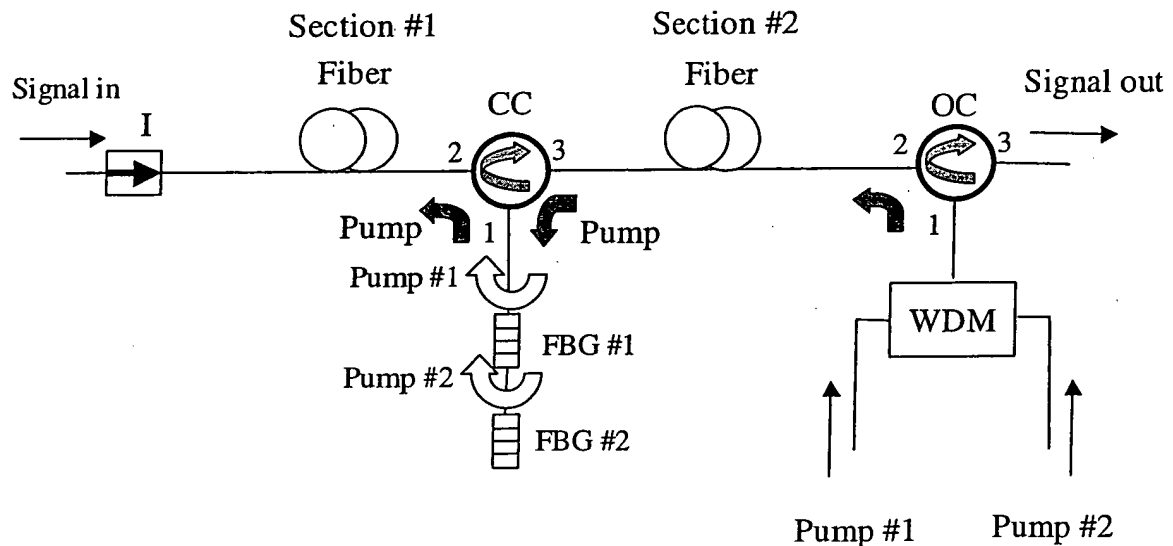 Section #1
Fiber
Section #2
Fiber
Signal in
Signal out
I
CC
OC
2
3
2
3
1
1
Pump
Pump
Pump #1
FBG #1
Pump #2
FBG #2
WDM
Pump #1
Pump #2